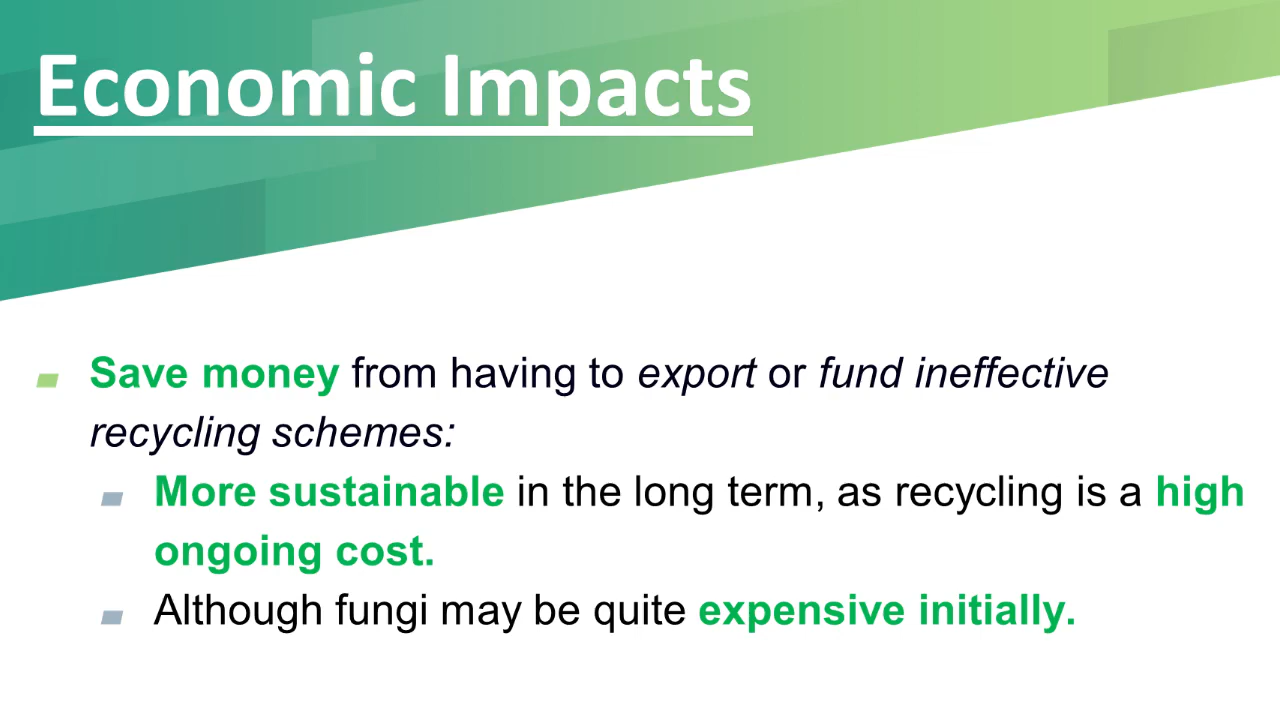 Economic Impacts
Save money from having to export or fund ineffective
recycling schemes:
More sustainable in the long term, as recycling is a high
ongoing cost.
Although fungi may be quite expensive initially.